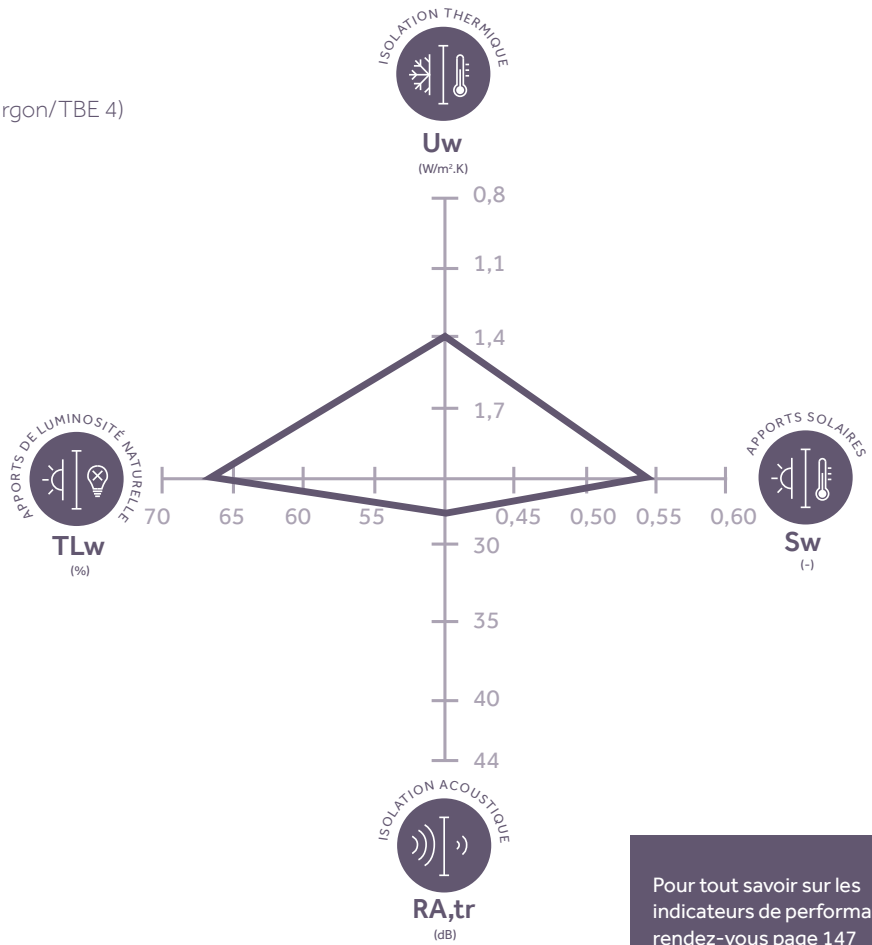 ISOLATION THERMIQUE
rgon/TBE 4)
Uw
(W/m².K)
0,8
1,1
1,4
1,7
APPORTS DE LUMINOSITÉ NATURELLE
APPORTS SOLAIRES
70 65 60 55 0,45 0,50 0,55 0,60
TLw
(%)
Sw
(-)
30
35
40
44
ISOLATION ACOUSTIQUE
RA,tr
(dB)
Pour tout savoir sur les
indicateurs de performa
rendez-vous page 147